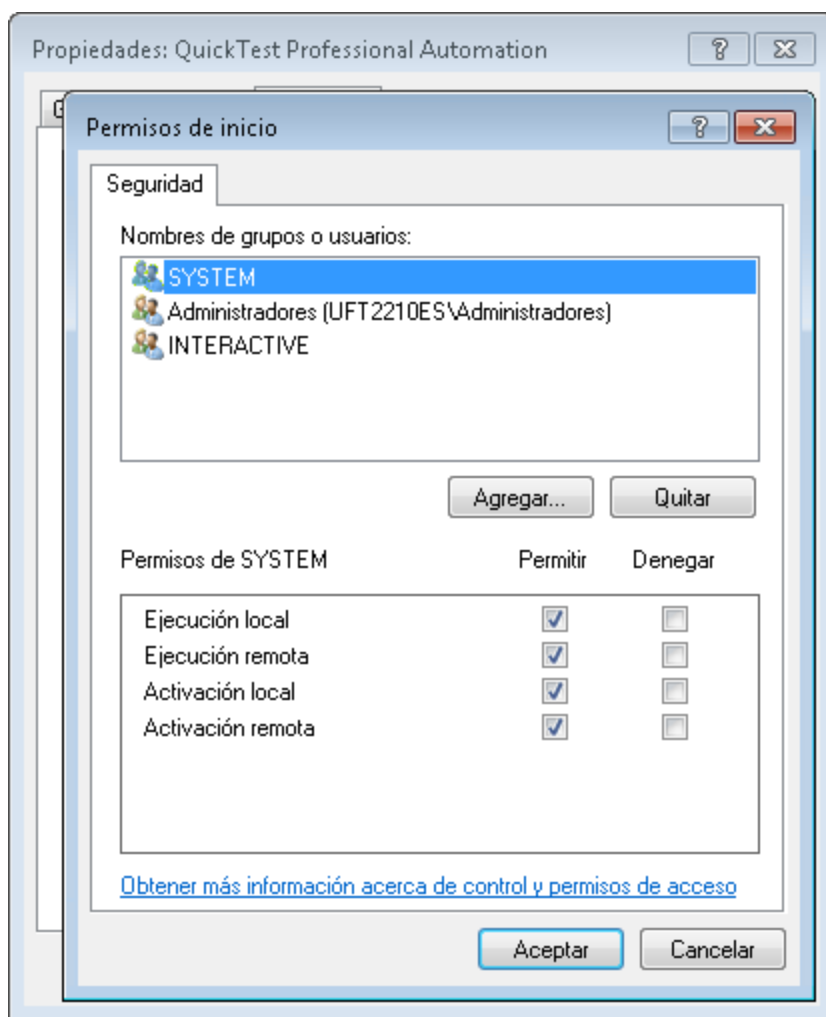 Propiedades: QuickTest Professional Automation
Permisos de inicio
Seguridad
Nombres de grupos o usuarios:
SYSTEM
Administradores (UFT2210ES\Administradores)
INTERACTIVE
Agregar... Quitar
Permisos de SYSTEM Permitir Denegar
Ejecución local
Ejecución remota
Activación local
Activación remota
Obtener más información acerca de control y permisos de acceso
Aceptar Cancelar